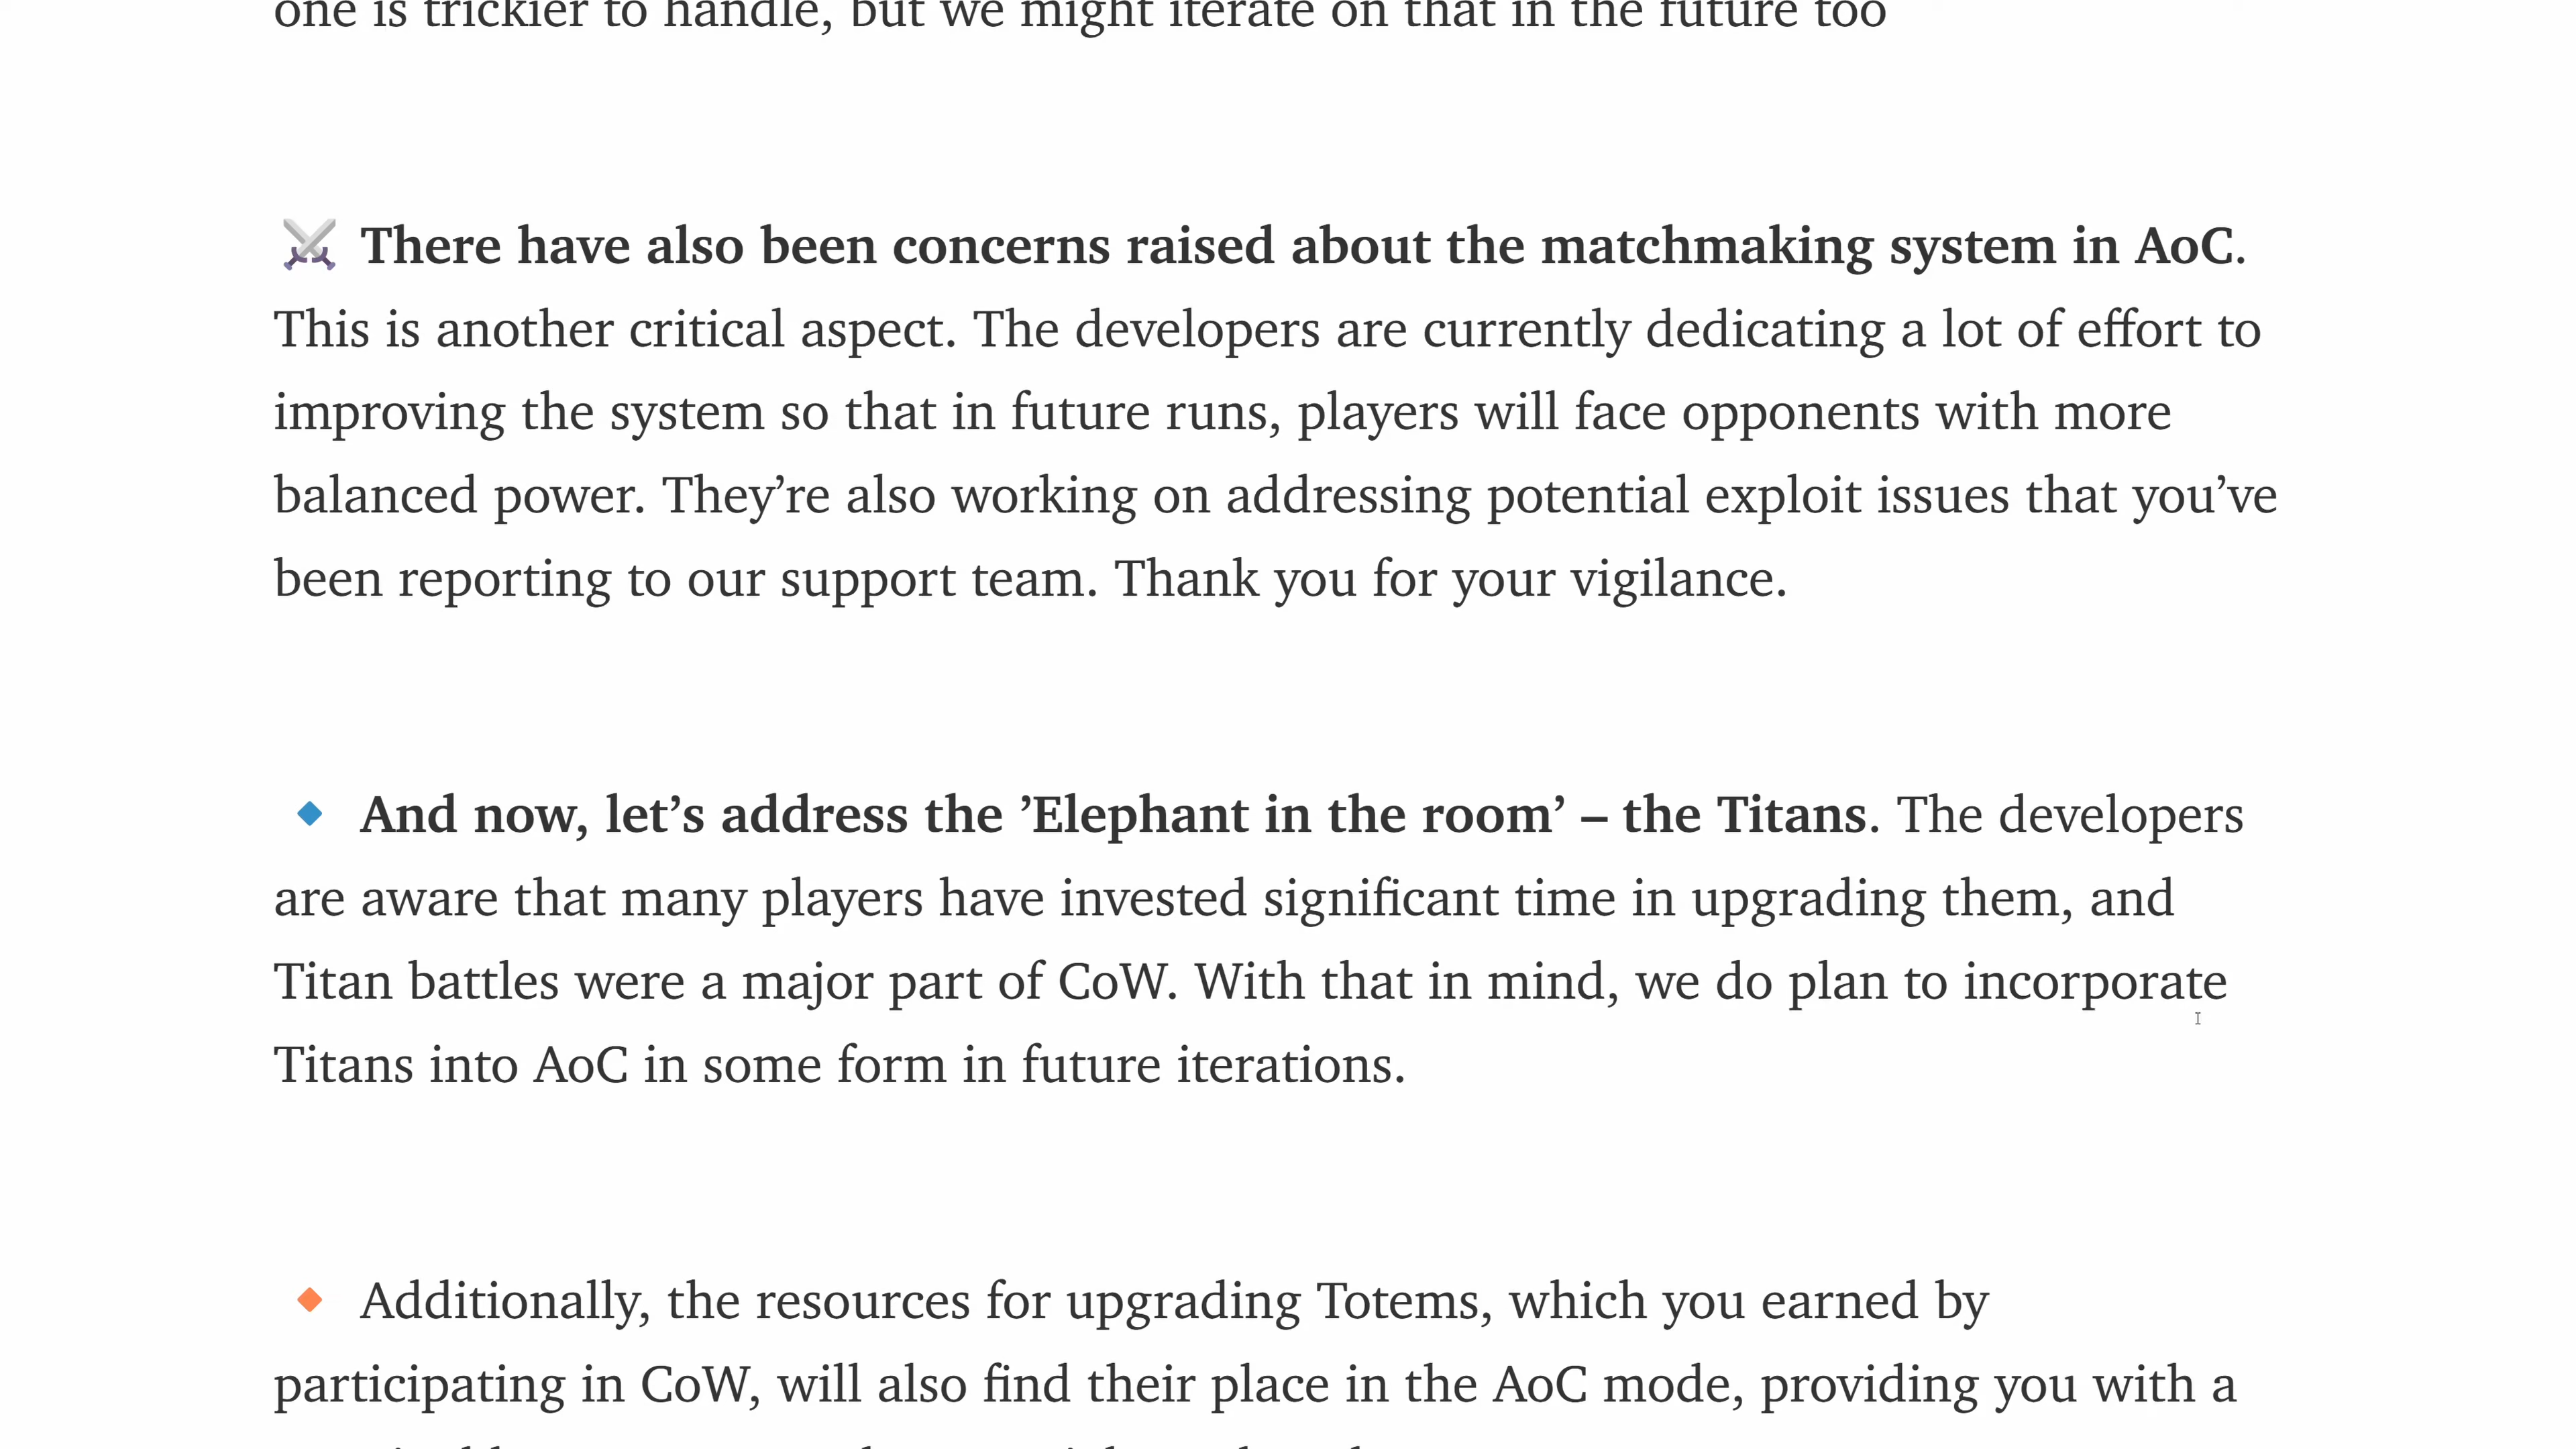 one is trickier to handle, but we might iterate on that in the future too
⚔️ There have also been concerns raised about the matchmaking system in AoC.
This is another critical aspect. The developers are currently dedicating a lot of effort to
improving the system so that in future runs, players will face opponents with more
balanced power. They’re also working on addressing potential exploit issues that you’ve
been reporting to our support team. Thank you for your vigilance.
🔹 And now, let’s address the ’Elephant in the room’ – the Titans. The developers
are aware that many players have invested significant time in upgrading them, and
Titan battles were a major part of CoW. With that in mind, we do plan to incorporate
Titans into AoC in some form in future iterations.
🔸 Additionally, the resources for upgrading Totems, which you earned by
participating in CoW, will also find their place in the AoC mode, providing you with a